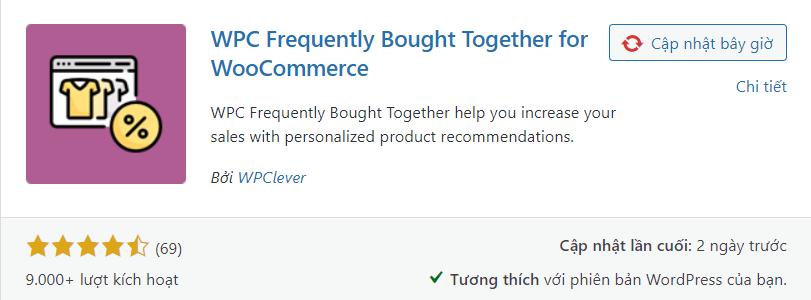 WPC Frequently Bought Together for
WooCommerce
Cập nhật bây giờ
Chi tiết
WPC Frequently Bought Together help you increase your
sales with personalized product recommendations.
Bởi WPClever
%
(69)
Cập nhật lần cuối: 2 ngày trước
9.000+ lượt kích hoạt
Tương thích với phiên bản WordPress của bạn.